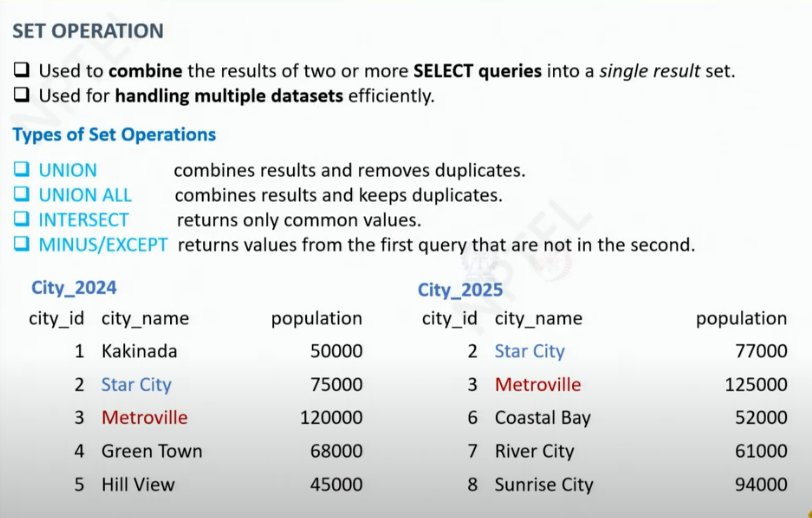 SET OPERATION
❑ Used to combine the results of two or more SELECT queries into a single result set.
❑ Used for handling multiple datasets efficiently.
Types of Set Operations
❑ UNION combines results and removes duplicates.
❑ UNION ALL combines results and keeps duplicates.
❑ INTERSECT returns only common values.
❑ MINUS/EXCEPT returns values from the first query that are not in the second.
City_2024
city_id city_name population
1 Kakinada 50000
2 Star City 75000
3 Metroville 120000
4 Green Town 68000
5 Hill View 45000
City_2025
city_id city_name population
2 Star City 77000
3 Metroville 125000
6 Coastal Bay 52000
7 River City 61000
8 Sunrise City 94000
NPTEL
NPTEL